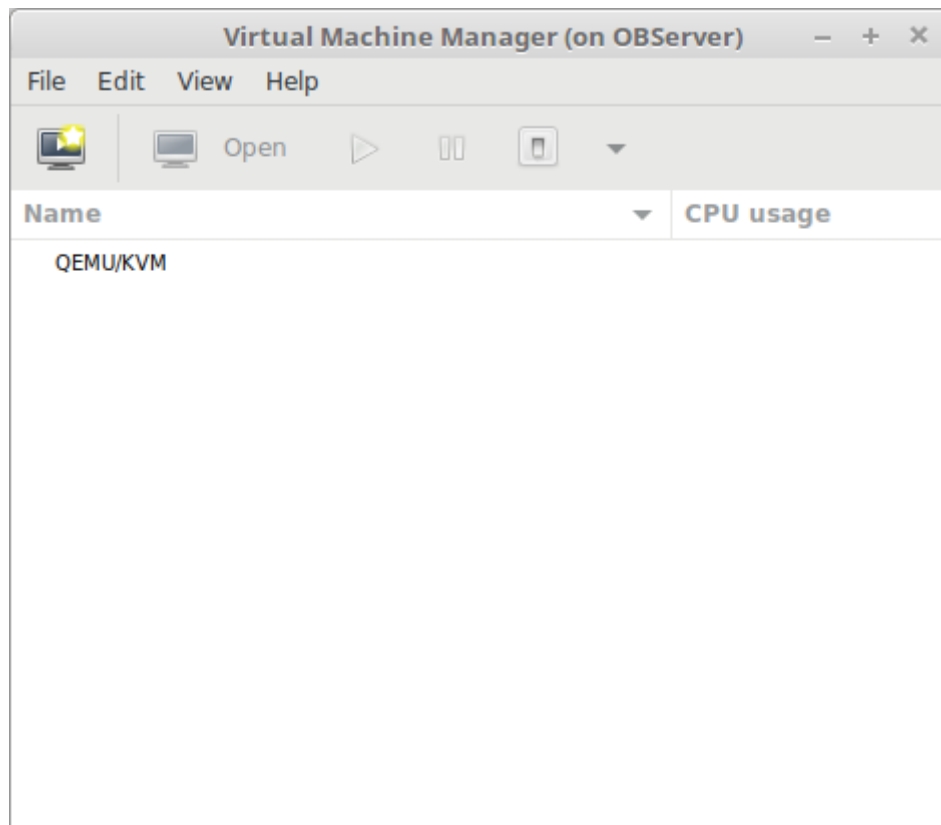 Virtual Machine Manager (on OBServer)
File Edit View Help
Open
Name CPU usage
QEMU/KVM